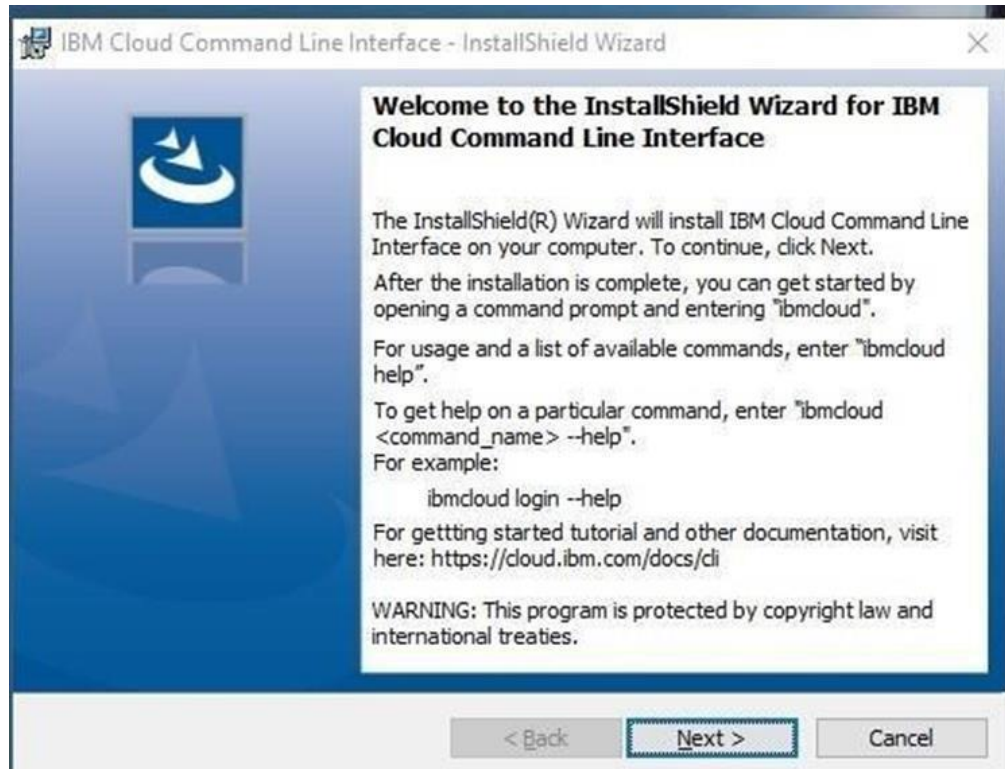 IBM Cloud Command Line Interface - InstallShield Wizard
Welcome to the InstallShield Wizard for IBM
Cloud Command Line Interface
The InstallShield(R) Wizard will install IBM Cloud Command Line
Interface on your computer. To continue, click Next.
After the installation is complete, you can get started by
opening a command prompt and entering "ibmcloud".
For usage and a list of available commands, enter "ibmcloud
help".
To get help on a particular command, enter "ibmcloud
<command_name> --help".
For example:
ibmcloud login --help
For gettting started tutorial and other documentation, visit
here: https://cloud.ibm.com/docs/cli
WARNING: This program is protected by copyright law and
international treaties.
< Back Next > Cancel